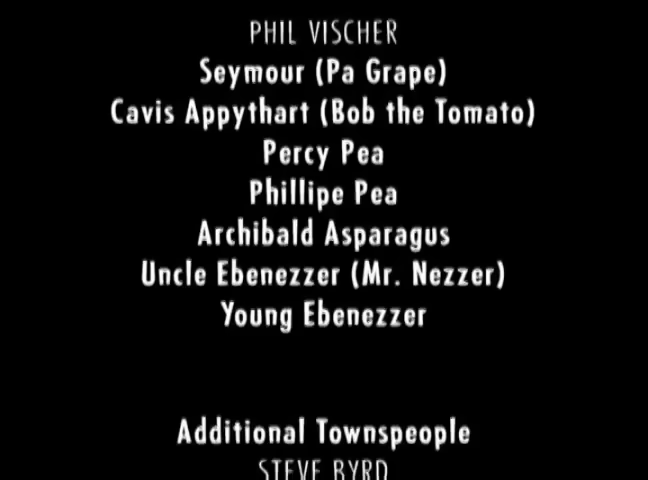 PHIL VISCHER
Seymour (Pa Grape)
Cavis Appythart (Bob the Tomato)
Percy Pea
Phillipe Pea
Archibald Asparagus
Uncle Ebenezzer (Mr. Nezzer)
Young Ebenezzer
Additional Townspeople
STEVE BYRD